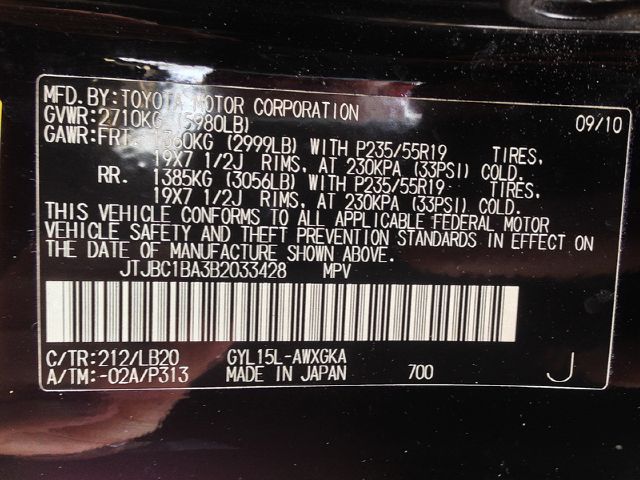 MFD.BY:TOYOTA MOTOR CORPORATION 09/10
GVWR:2710KG (5980LB)
GAWR:FRT. 1360KG (2999LB) WITH P235/55R19 TIRES,
19X7 1/2J RIMS, AT 230KPA (33PSI) COLD.
RR. 1385KG (3056LB) WITH P235/55R19 TIRES,
19X7 1/2J RIMS, AT 230KPA (33PSI) COLD.
THIS VEHICLE CONFORMS TO ALL APPLICABLE FEDERAL MOTOR
VEHICLE SAFETY AND THEFT PREVENTION STANDARDS IN EFFECT ON
THE DATE OF MANUFACTURE SHOWN ABOVE.
JTJBC1BA3B2033428 MPV
C/TR:212/LB20 GYL15L-AWXGKA
A/TM:-02A/P313 MADE IN JAPAN 700 J